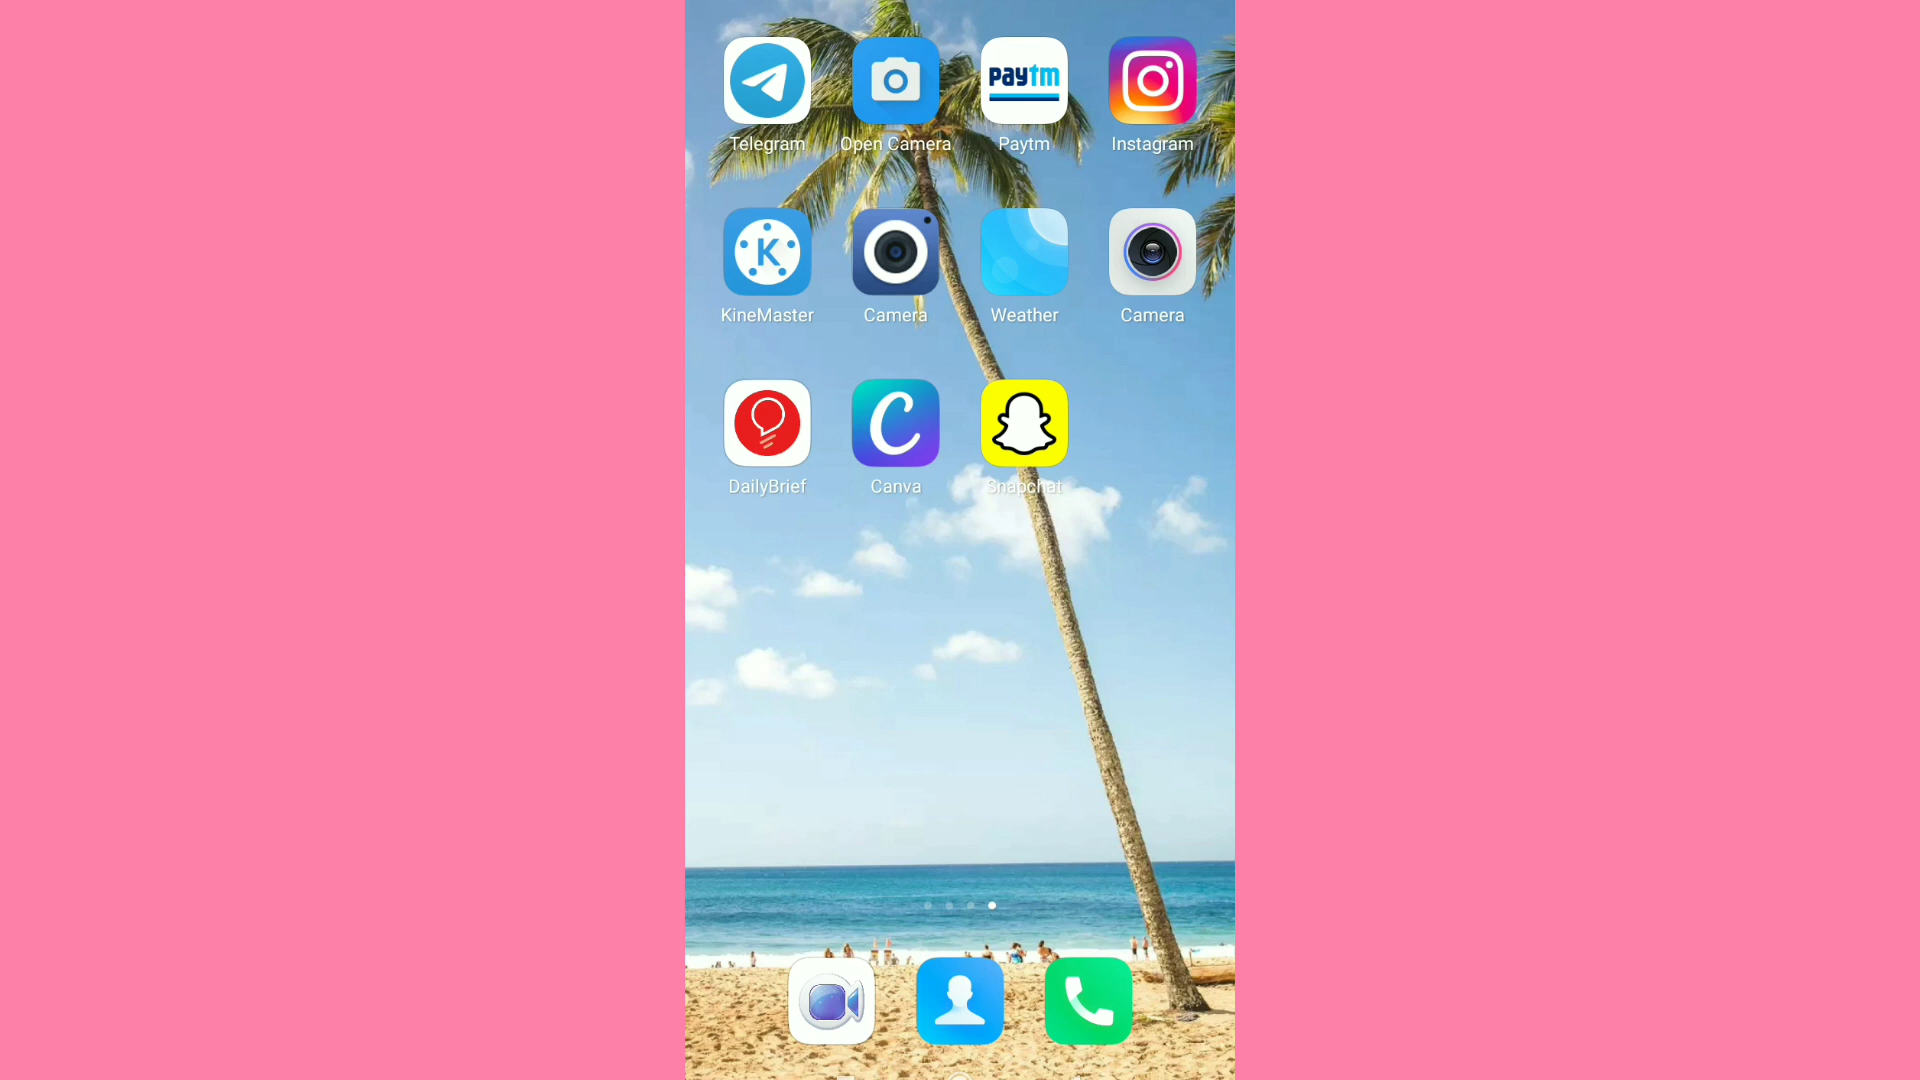 paytm
Telegram
Open Camera
Paytm
Instagram
K
KineMaster
Camera
Weather
Camera
C
DailyBrief
Canva
Snapchat